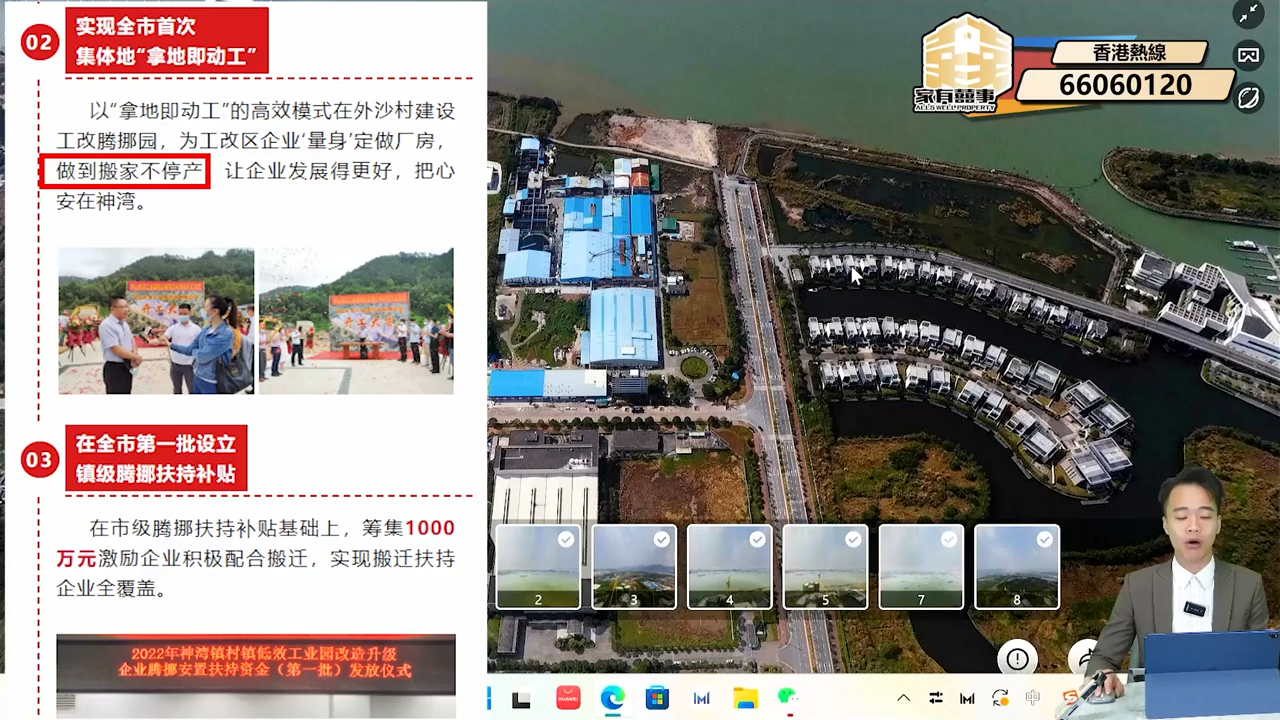 02
实现全市首次
集体地“拿地即动工”
以“拿地即动工”的高效模式在外沙村建设
工改腾挪园，为工改区企业‘量身’定做厂房，
做到搬家不停产 让企业发展得更好，把心
安在神湾。
03
在全市第一批设立
镇级腾挪扶持补贴
在市级腾挪扶持补贴基础上，筹集1000
万元激励企业积极配合搬迁，实现搬迁扶持
企业全覆盖。
2022年神湾镇村镇低效工业园改造升级
企业腾挪安置扶持资金（第一批）发放仪式
家有囍事
ALLS WELL PROPERTY
香港熱線
66060120
2
3
4
5
7
8
HUAWEI
中